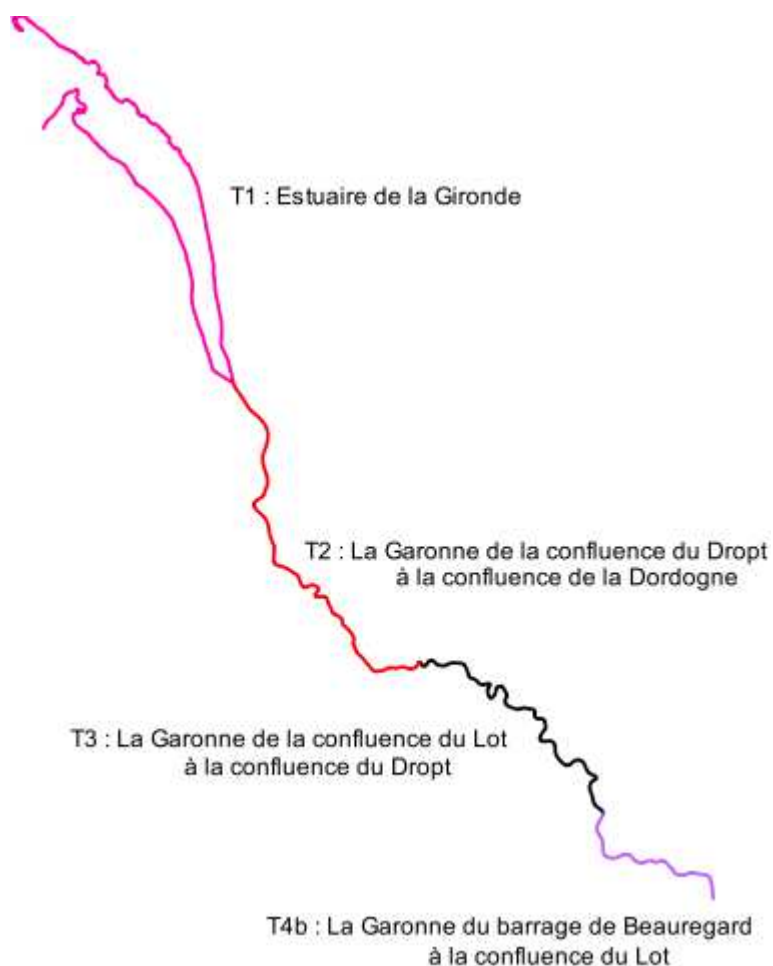 T1 : Estuaire de la Gironde
T2 : La Garonne de la confluence du Dropt
à la confluence de la Dordogne
T3 : La Garonne de la confluence du Lot
à la confluence du Dropt
T4b : La Garonne du barrage de Beauregard
à la confluence du Lot